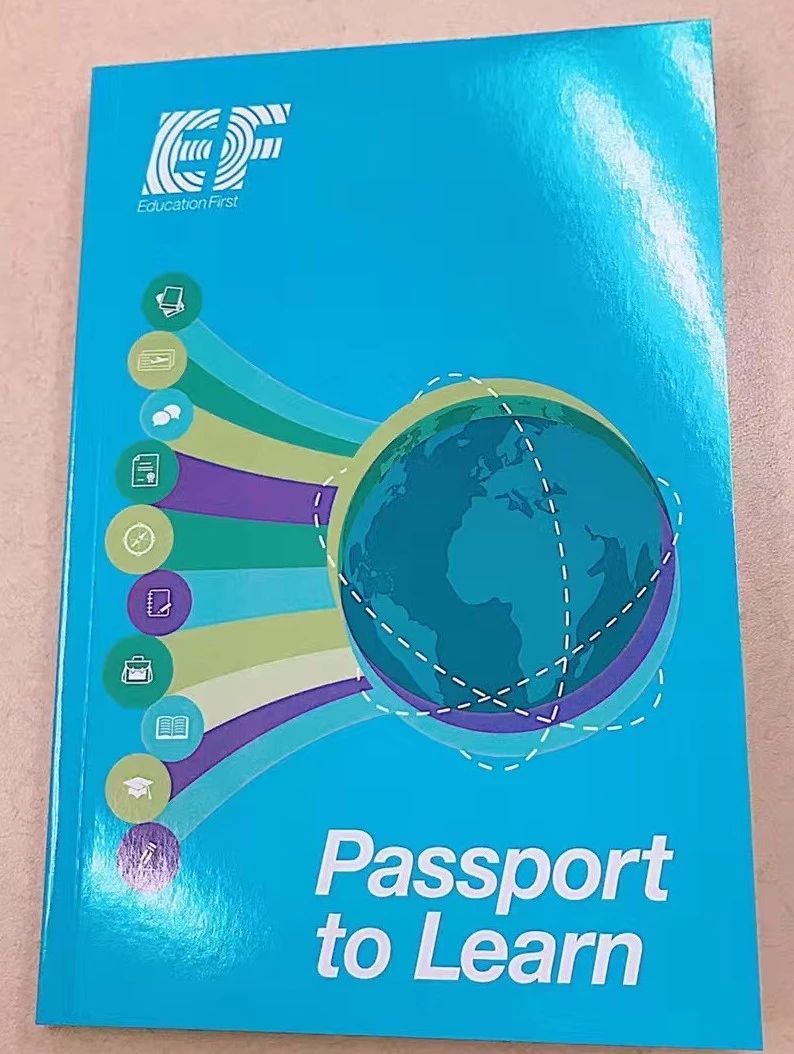 EF
Education First
Passport
to Learn